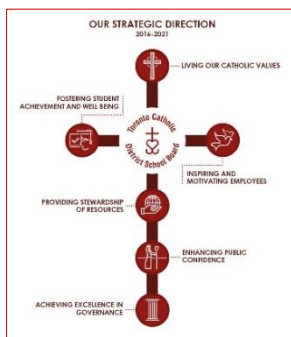 OUR STRATEGIC DIRECTION
2016-2021
LIVING OUR CATHOLIC VALUES
FOSTERING STUDENT
ACHIEVEMENT AND WELL BEING
Toronto Catholic
District School Board
INSPIRING AND
MOTIVATING EMPLOYEES
PROVIDING STEWARDSHIP
OF RESOURCES
ENHANCING PUBLIC
CONFIDENCE
ACHIEVING EXCELLENCE IN
GOVERNANCE